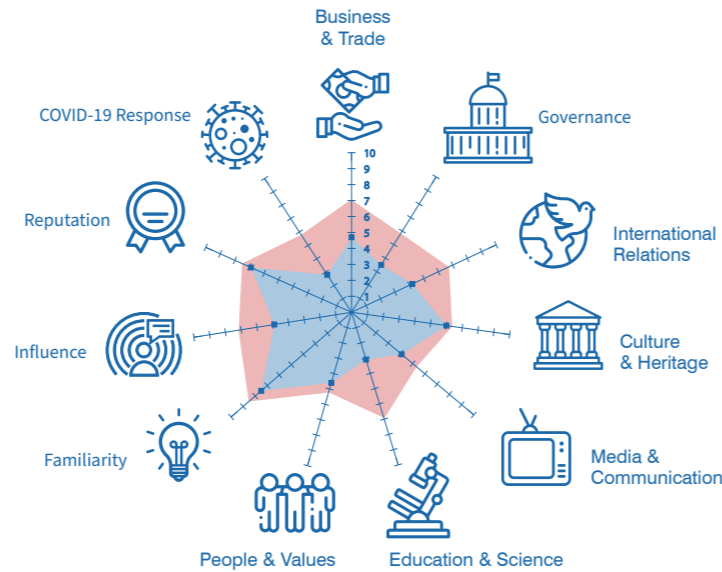 Business
& Trade
COVID-19 Response
Governance
Reputation
International
Relations
Influence
Culture
& Heritage
Familiarity
Media &
Communication
People & Values
Education & Science
10
9
8
7
6
5
4
3
2
1